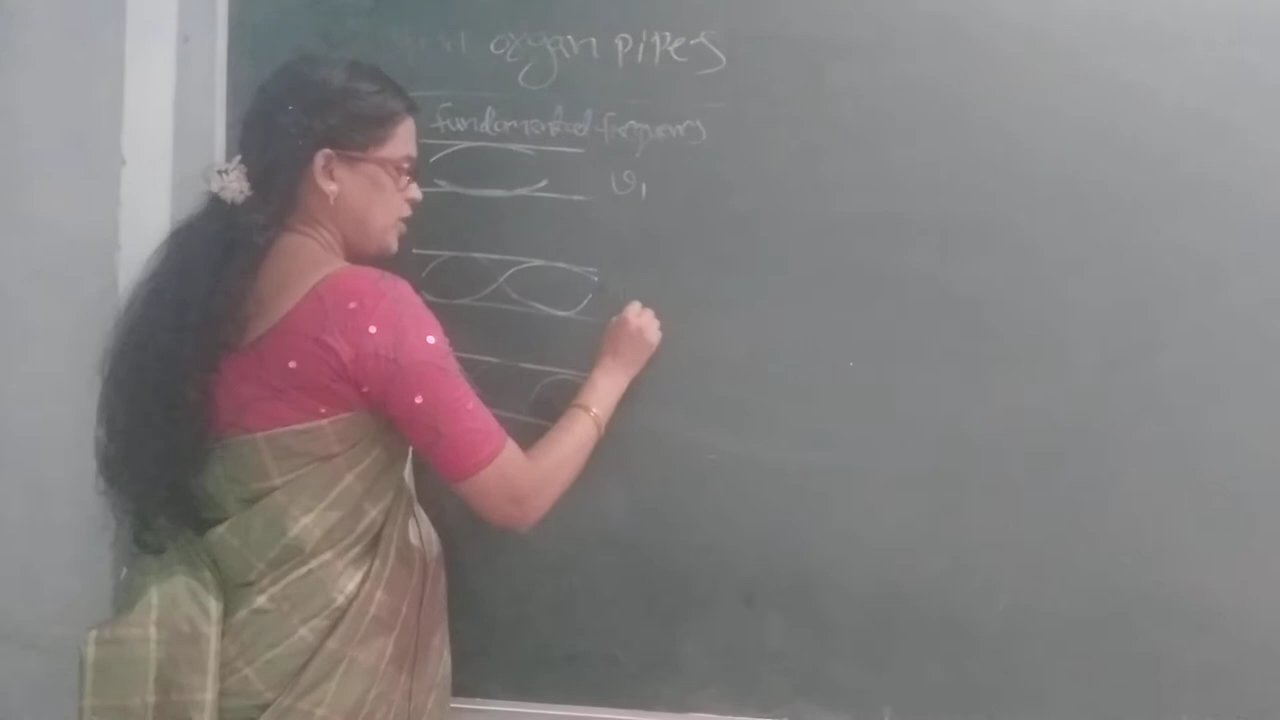 organ pipes
fundamental frequency
υ₁